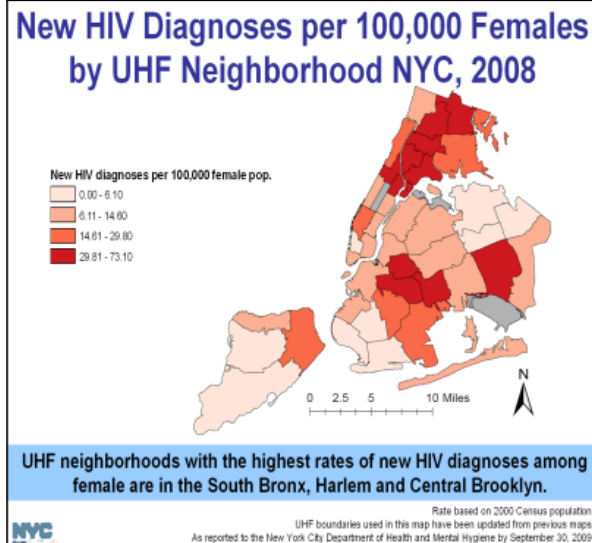 New HIV Diagnoses per 100,000 Females
by UHF Neighborhood NYC, 2008
New HIV diagnoses per 100,000 female pop.
0.00 - 6.10
6.11 - 14.60
14.61 - 29.80
29.81 - 73.10
N
0 2.5 5 10 Miles
UHF neighborhoods with the highest rates of new HIV diagnoses among
female are in the South Bronx, Harlem and Central Brooklyn.
Rate based on 2000 Census population
UHF boundaries used in this map have been updated from previous maps
As reported to the New York City Department of Health and Mental Hygiene by September 30, 2009
NYC